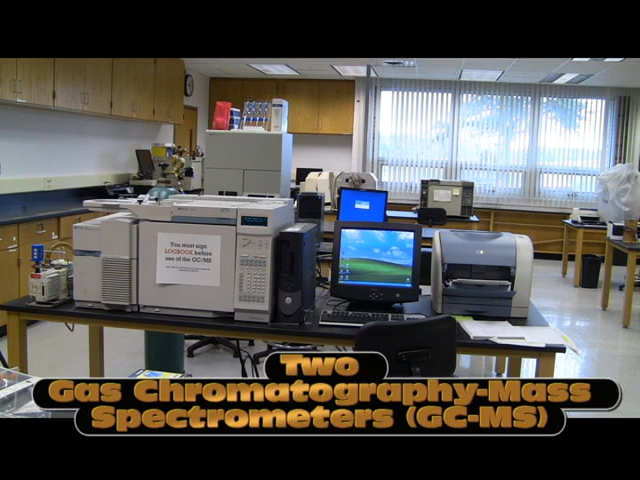 You must sign
LOGBOOK before
use of the GC/MS
Two
Gas Chromatography-Mass
Spectrometers (GC-MS)